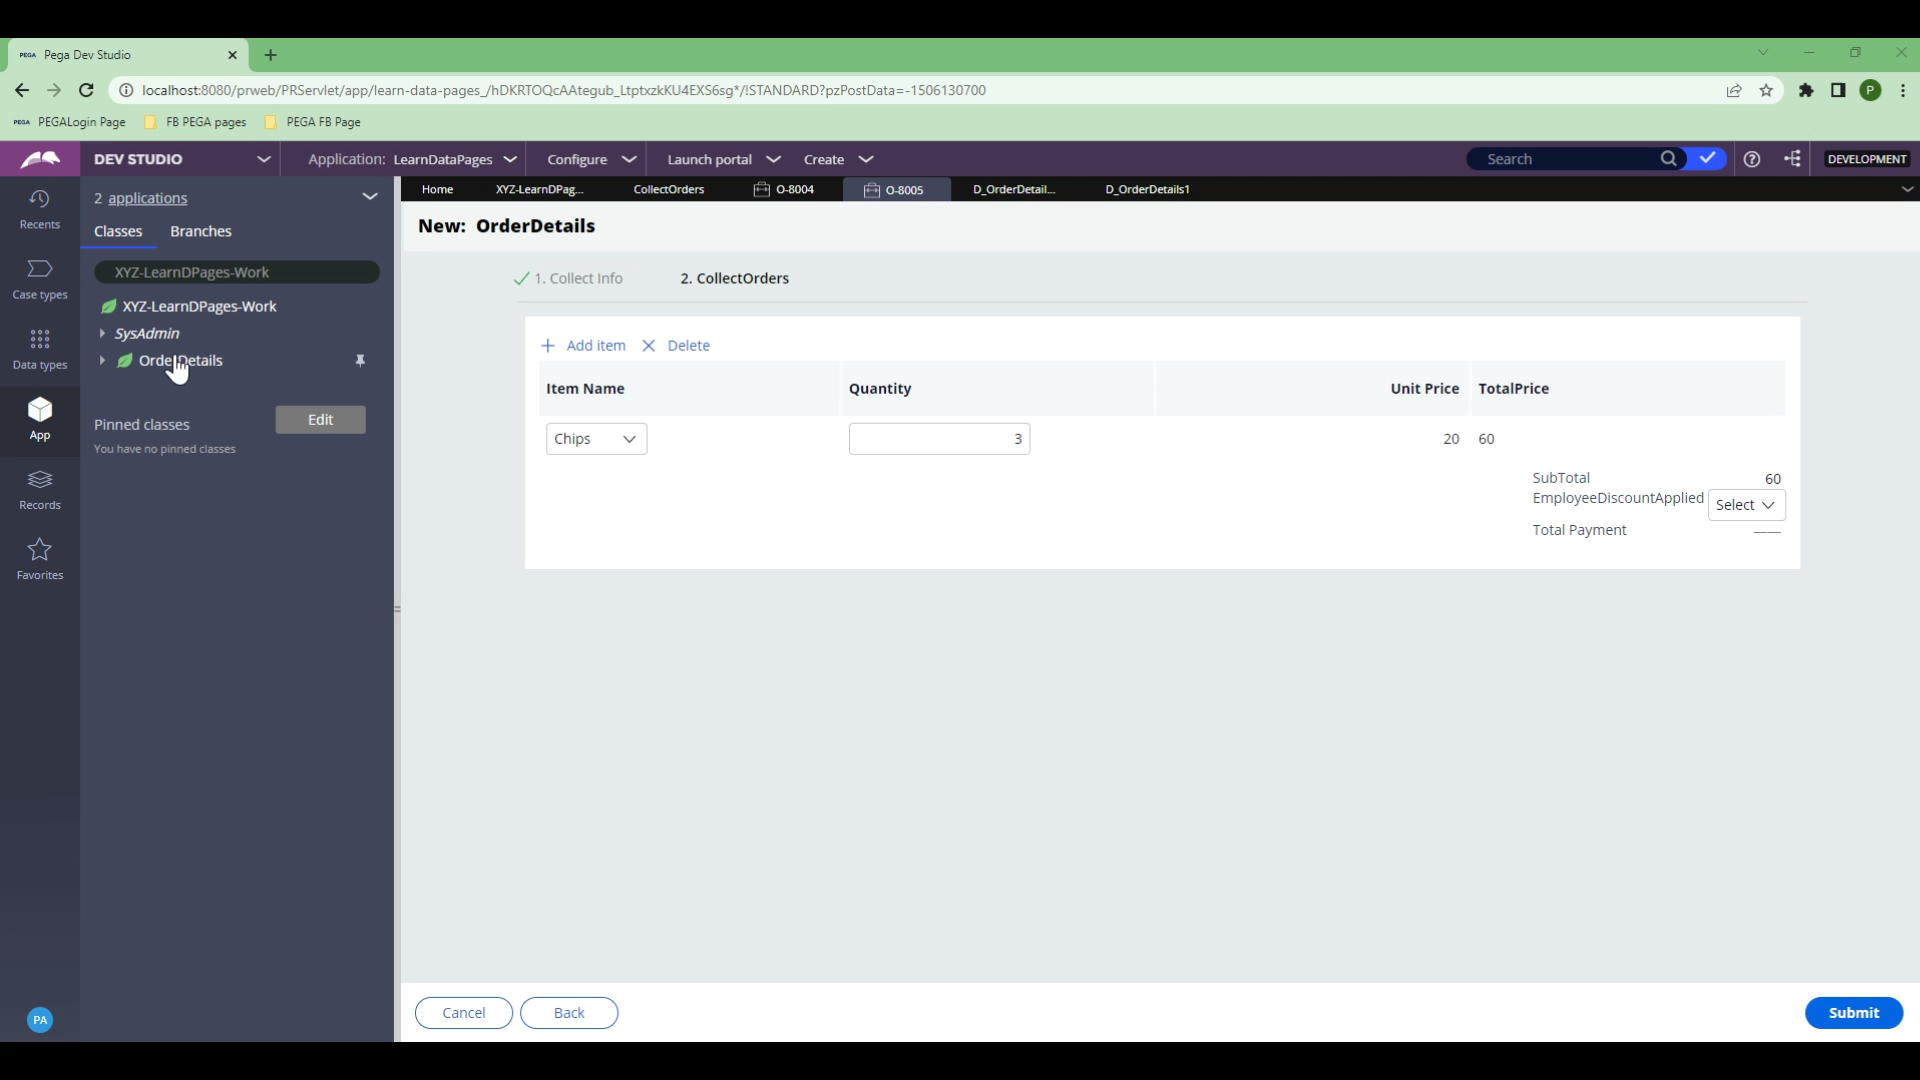 PEGA Pega Dev Studio
localhost:8080/prweb/PRServlet/app/learn-data-pages_/hDKRTOQcAAtegub_LtptxzkKU4EXS6sg*/!STANDARD?pzPostData=-1506130700
P
PEGA PEGALogin Page FB PEGA pages PEGA FB Page
DEV STUDIO Application: LearnDataPages Configure Launch portal Create Search DEVELOPMENT
Home XYZ-LearnDPag... CollectOrders O-8004 O-8005 D_OrderDetail... D_OrderDetails1
Recents
Case types
Data types
App
Records
Favorites
PA
2 applications
Classes Branches
XYZ-LearnDPages-Work
XYZ-LearnDPages-Work
SysAdmin
OrderDetails
Pinned classes Edit
You have no pinned classes
New: OrderDetails
1. Collect Info 2. CollectOrders
+ Add item Delete
Item Name Quantity Unit Price TotalPrice
Chips 3 20 60
SubTotal 60
EmployeeDiscountApplied Select
Total Payment ––
Cancel Back Submit